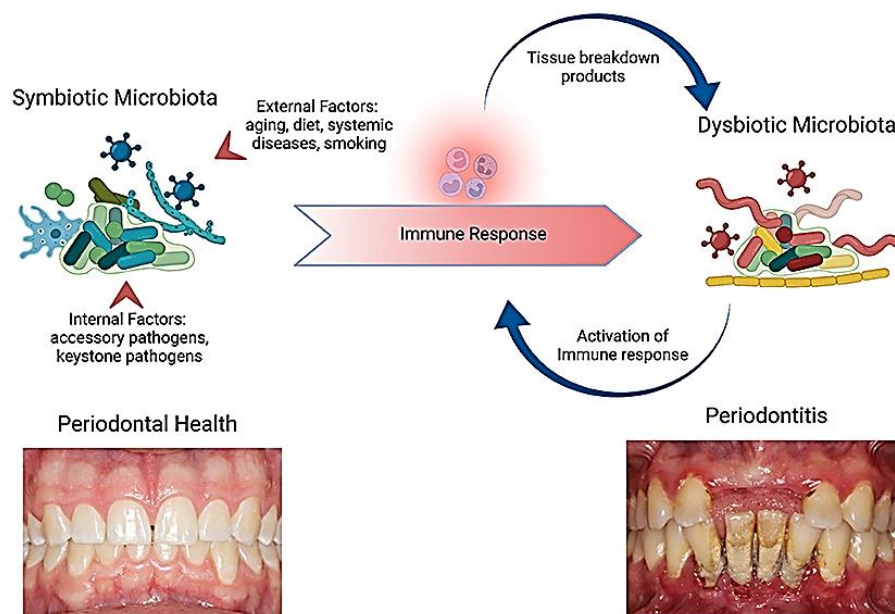 Symbiotic Microbiota
External Factors:
aging, diet, systemic
diseases, smoking
Internal Factors:
accessory pathogens,
keystone pathogens
Immune Response
Tissue breakdown
products
Dysbiotic Microbiota
Activation of
Immune response
Periodontal Health
Periodontitis